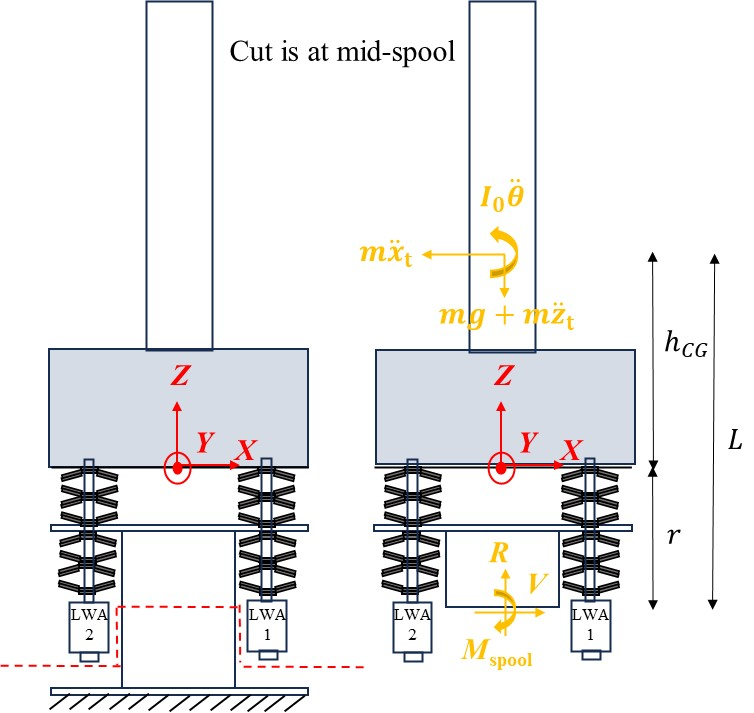 Cut is at mid-spool
I₀θ̈
mẍₜ
mg + mz̈ₜ
h_CG
Z
Z
L
Y
X
Y
X
r
R
V
LWA
2
LWA
1
LWA
2
LWA
1
M_spool